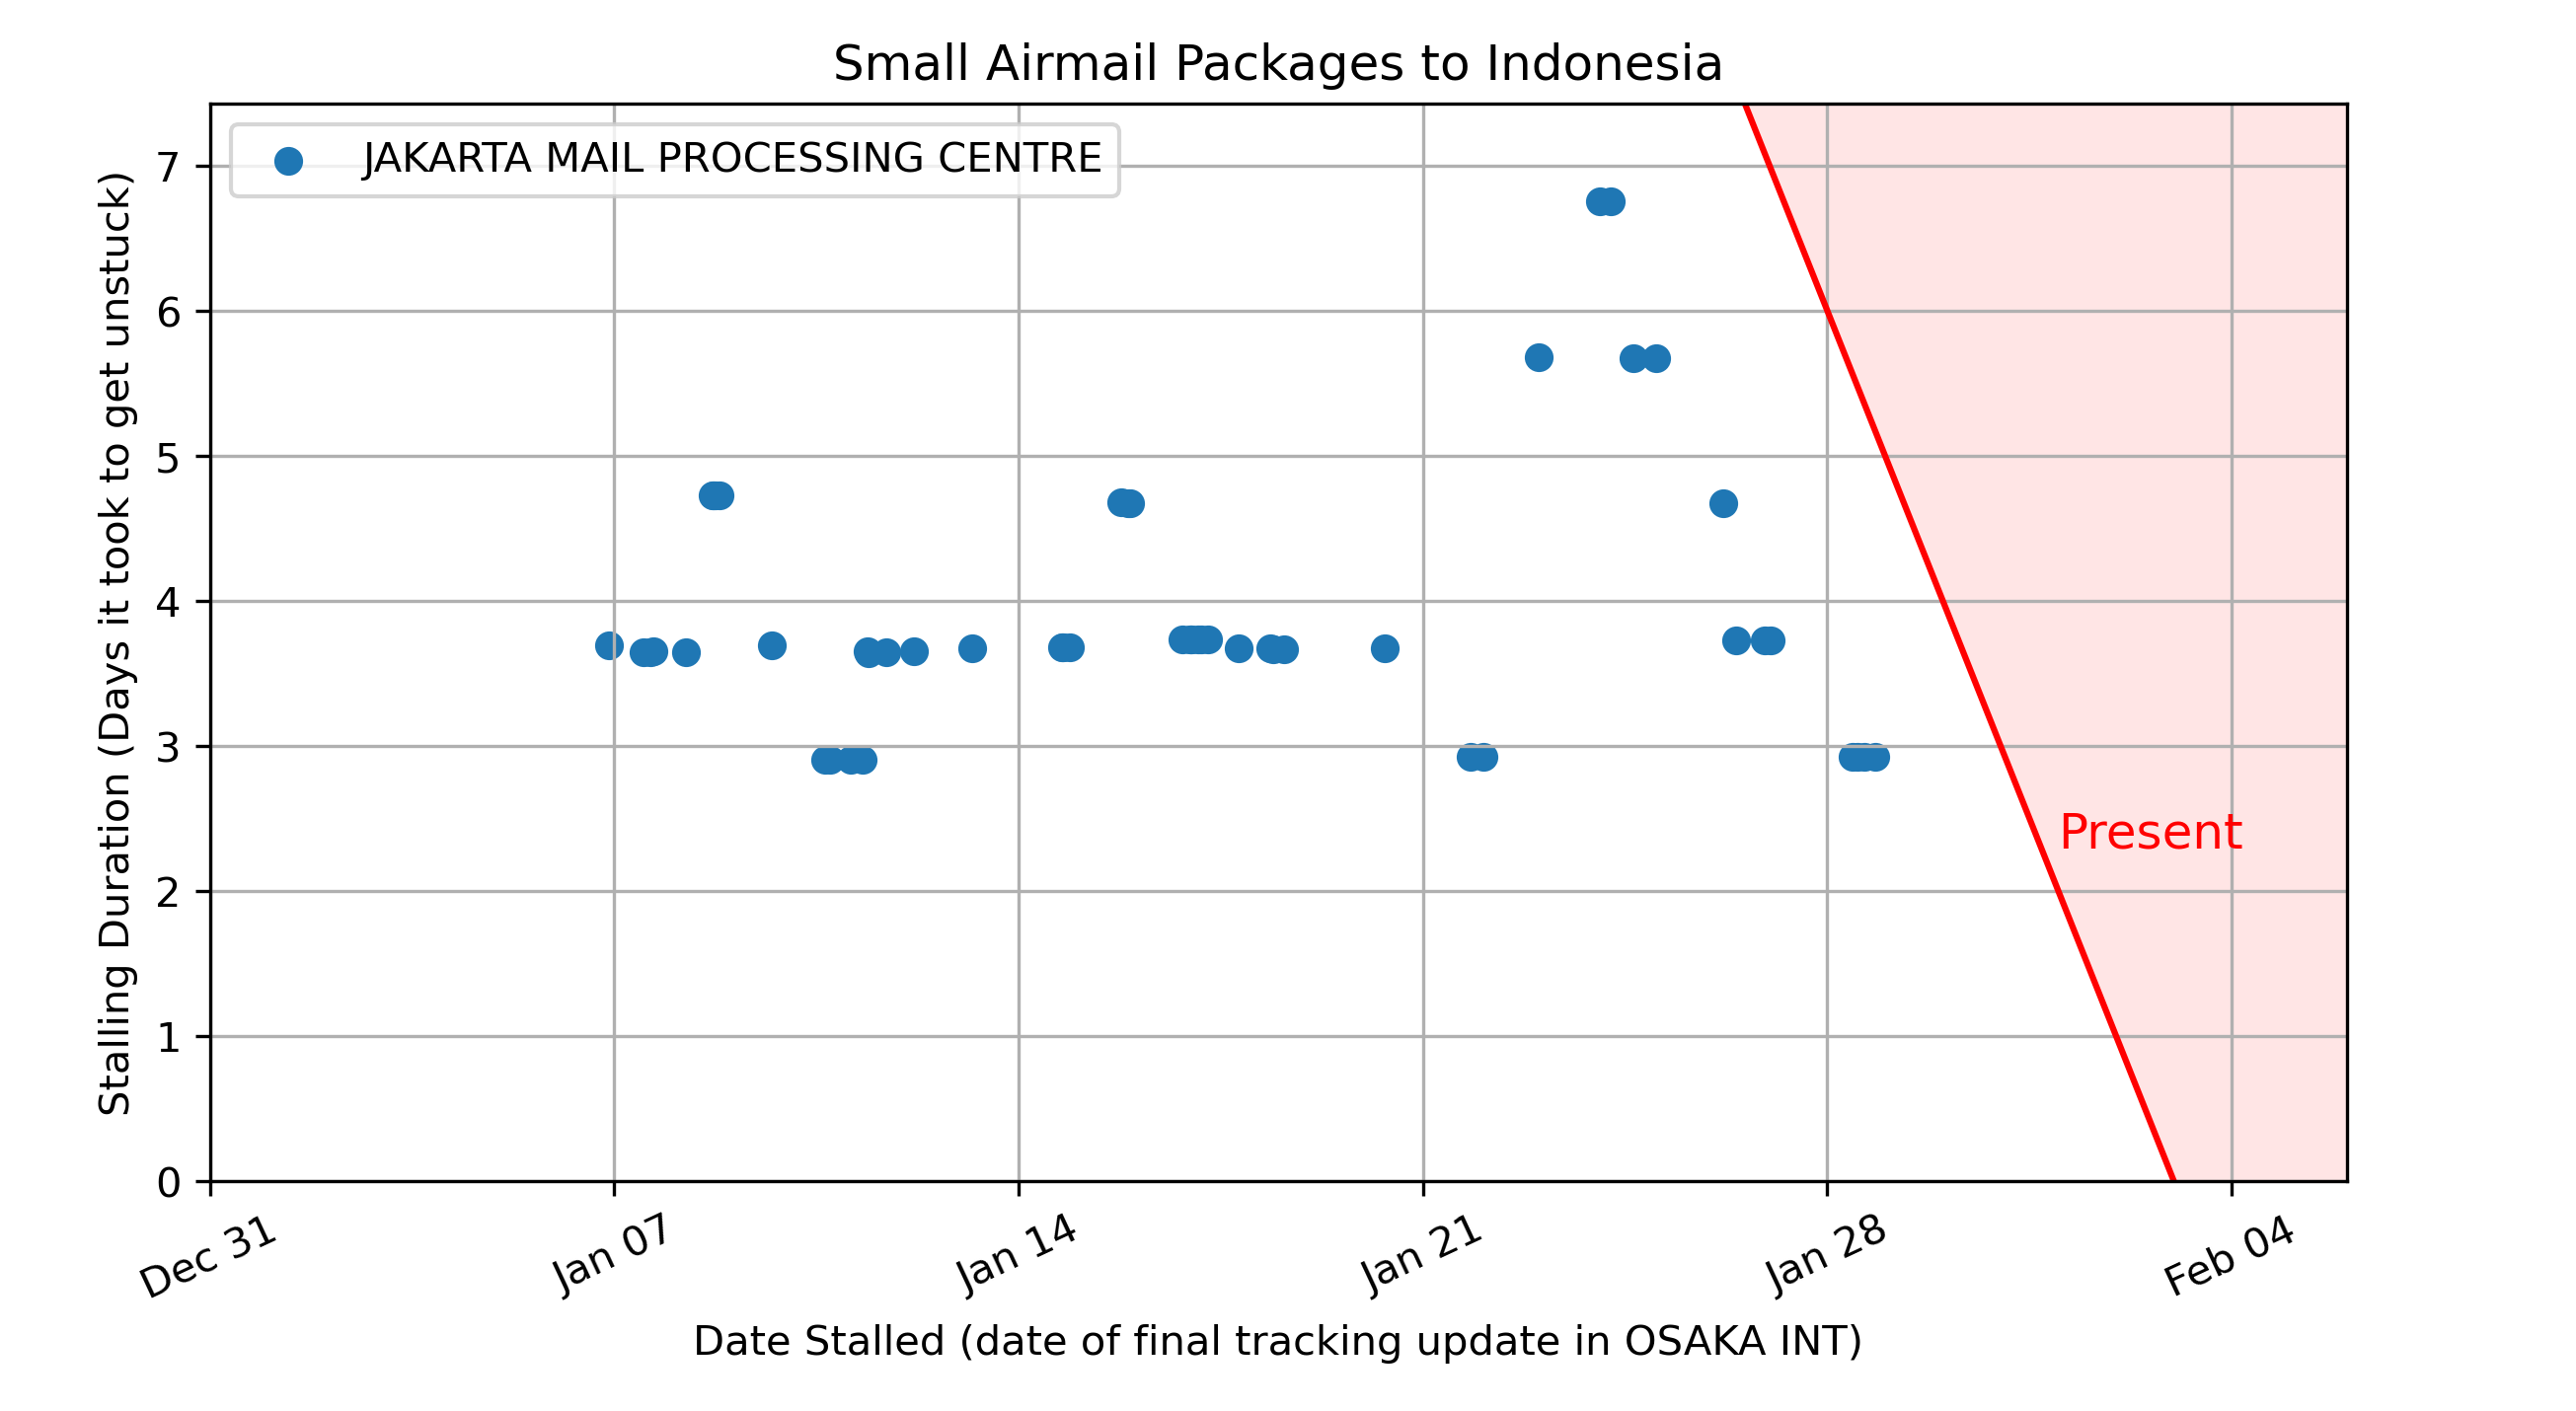 Small Airmail Packages to Indonesia
JAKARTA MAIL PROCESSING CENTRE
Stalling Duration (Days it took to get unstuck)
7
6
5
4
3
2
1
0
Present
Dec 31
Jan 07
Jan 14
Jan 21
Jan 28
Feb 04
Date Stalled (date of final tracking update in OSAKA INT)